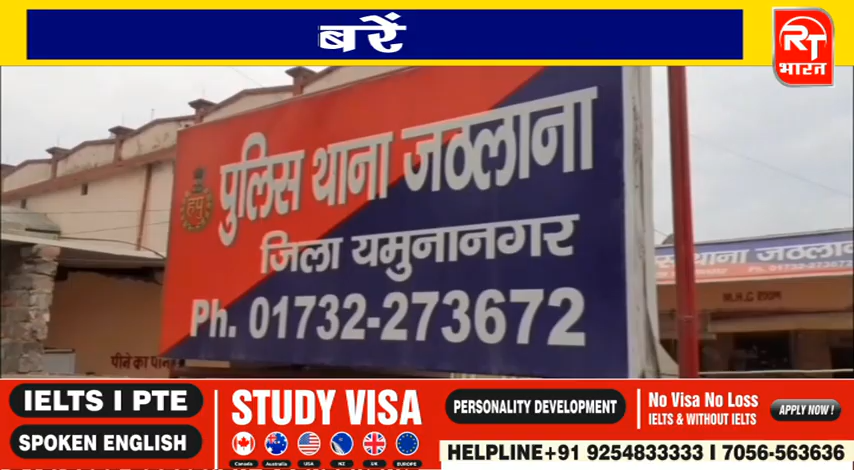 बरें
RT
भारत
हपु
पुलिस थाना जठलाना
जिला यमुनानगर
Ph. 01732-273672
थाना जठला
Ph. 01732-273672
M.H.C ROOM
पीने का पान
IELTS I PTE
SPOKEN ENGLISH
STUDY VISA
Canada Australia USA NZ UK EUROPE
PERSONALITY DEVELOPMENT
No Visa No Loss
IELTS & WITHOUT IELTS
APPLY NOW !
HELPLINE+91 9254833333 I 7056-563636